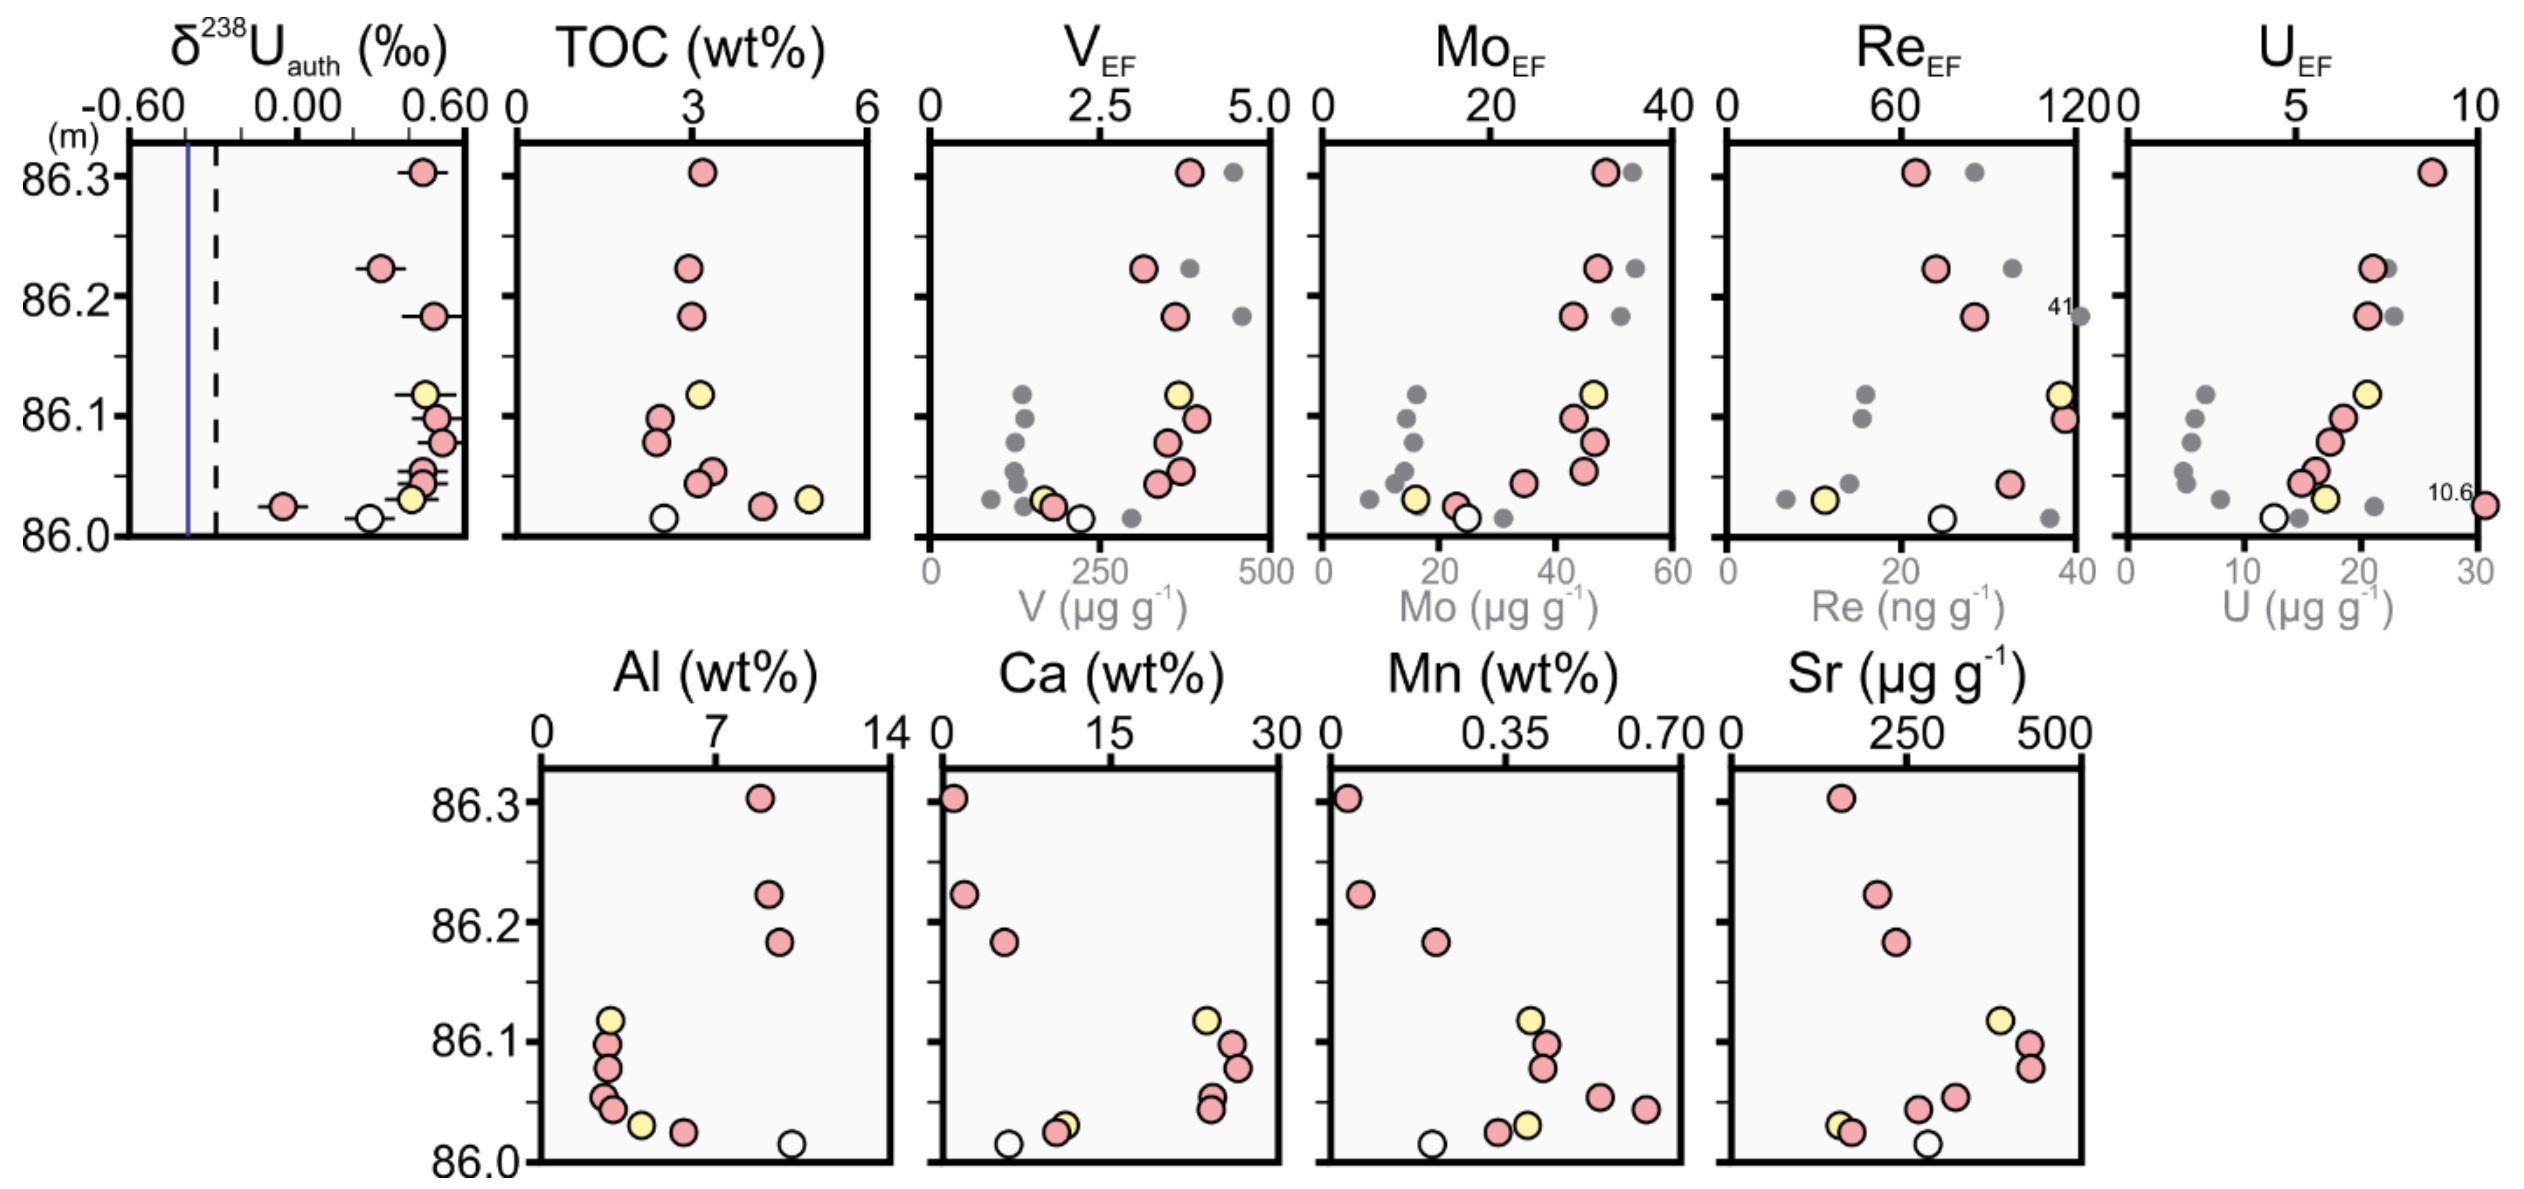 δ²³⁸Uauth (‰) TOC (wt%) VEF MoEF ReEF UEF
-0.60 0.00 0.60 0 3 6 0 2.5 5.0 0 20 40 0 60 120 0 5 10
(m)
86.3
86.2
41
86.1
10.6
86.0
0 250 500 0 20 40 60 0 20 40 0 10 20 30
V (µg g⁻¹) Mo (µg g⁻¹) Re (ng g⁻¹) U (µg g⁻¹)
Al (wt%) Ca (wt%) Mn (wt%) Sr (µg g⁻¹)
0 7 14 0 15 30 0 0.35 0.70 0 250 500
86.3
86.2
86.1
86.0